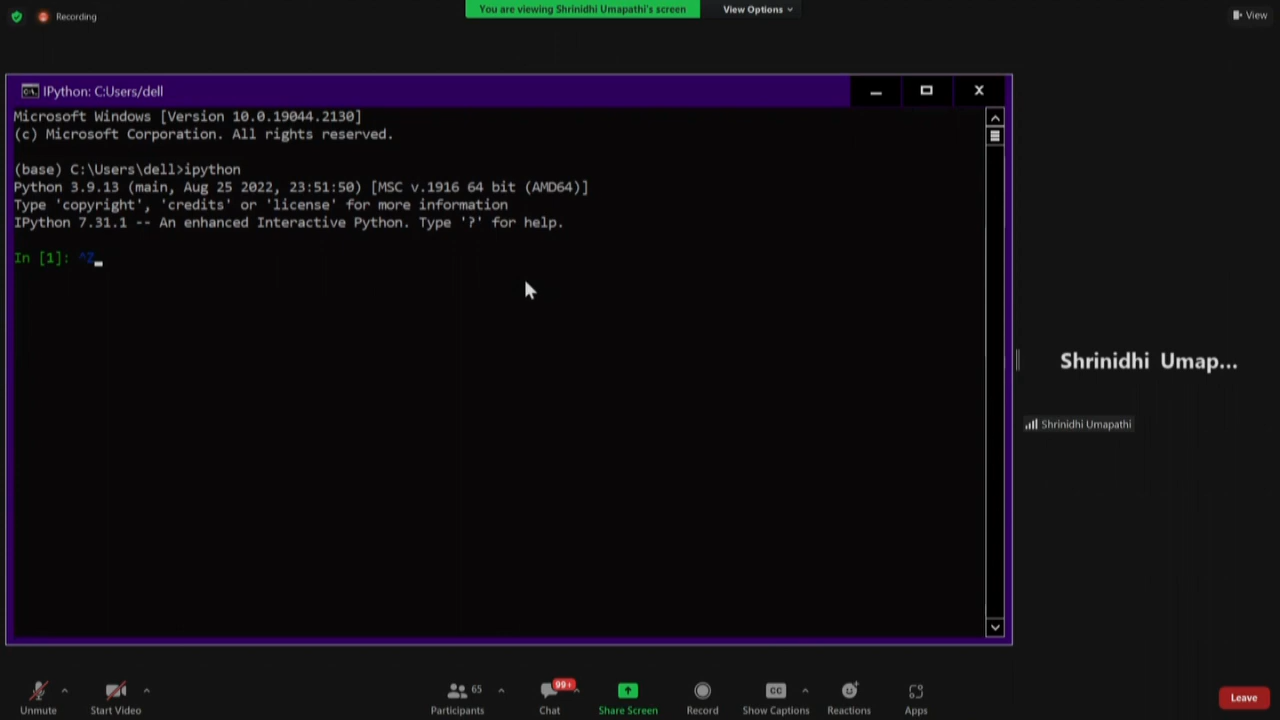 Recording
You are viewing Shrinidhi Umapathi's screen
View Options
View
IPython: C:Users/dell
Microsoft Windows [Version 10.0.19044.2130]
(c) Microsoft Corporation. All rights reserved.
(base) C:\Users\dell>ipython
Python 3.9.13 (main, Aug 25 2022, 23:51:50) [MSC v.1916 64 bit (AMD64)]
Type 'copyright', 'credits' or 'license' for more information
IPython 7.31.1 -- An enhanced Interactive Python. Type '?' for help.
In [1]: ^Z
Shrinidhi Umap...
Shrinidhi Umapathi
Unmute
Start Video
65
Participants
99+
Chat
Share Screen
Record
CC
Show Captions
Reactions
Apps
Leave